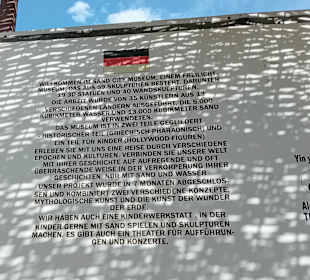 WILLKOMMEN IM SAND CITY MUSEUM, EINEM FREILICHT
MUSEUM, DAS AUS 59 SKULPTUREN BESTEHT, DARUNTER
19 3D STATUEN UND 40 WANDSKULPTUREN.
DIE ARBEIT WURDE VON 35 KÜNSTLERN AUS 13
VERSCHIEDENEN LÄNDERN AUSGEFÜHRT, DIE 5.000
KUBIKMETER WASSER UND 13.000 KUBIKMETER SAND
VERWENDETEN.
DAS MUSEUM IST IN ZWEI TEILE GEGLIEDERT
HISTORISCHER TEIL (GRIECHISCH-PHARAONISCH) UND
EIN TEIL FÜR KINDER (HOLLYWOOD-FIGUREN)
ERLEBEN SIE MIT UNS EINE REISE DURCH VERSCHIEDENE
EPOCHEN UND KULTUREN. VERBINDEN SIE UNSERE WELT
MIT IHRER GESCHICHTE AUF AUFREGENDE UND OFT
ÜBERRASCHENDE WEISE IN DER VERKÖRPERUNG IHRER
GESCHICHTEN. NUR MIT SAND UND WASSER
UNSER PROJEKT WURDE IN 7 MONATEN ABGESCHLOS-
SEN UND KOMBINIERT ZWEI VERSCHIEDENE KONZEPTE,
MYTHOLOGISCHE KUNST UND DIE KUNST DER WUNDER
DER ERDE.
WIR HABEN AUCH EINE KINDERWERKSTATT , IN DER
KINDER GERNE MIT SAND SPIELEN UND SKULPTUREN
MACHEN. ES GIBT AUCH EIN THEATER FÜR AUFFÜHRUN-
GEN UND KONZERTE.